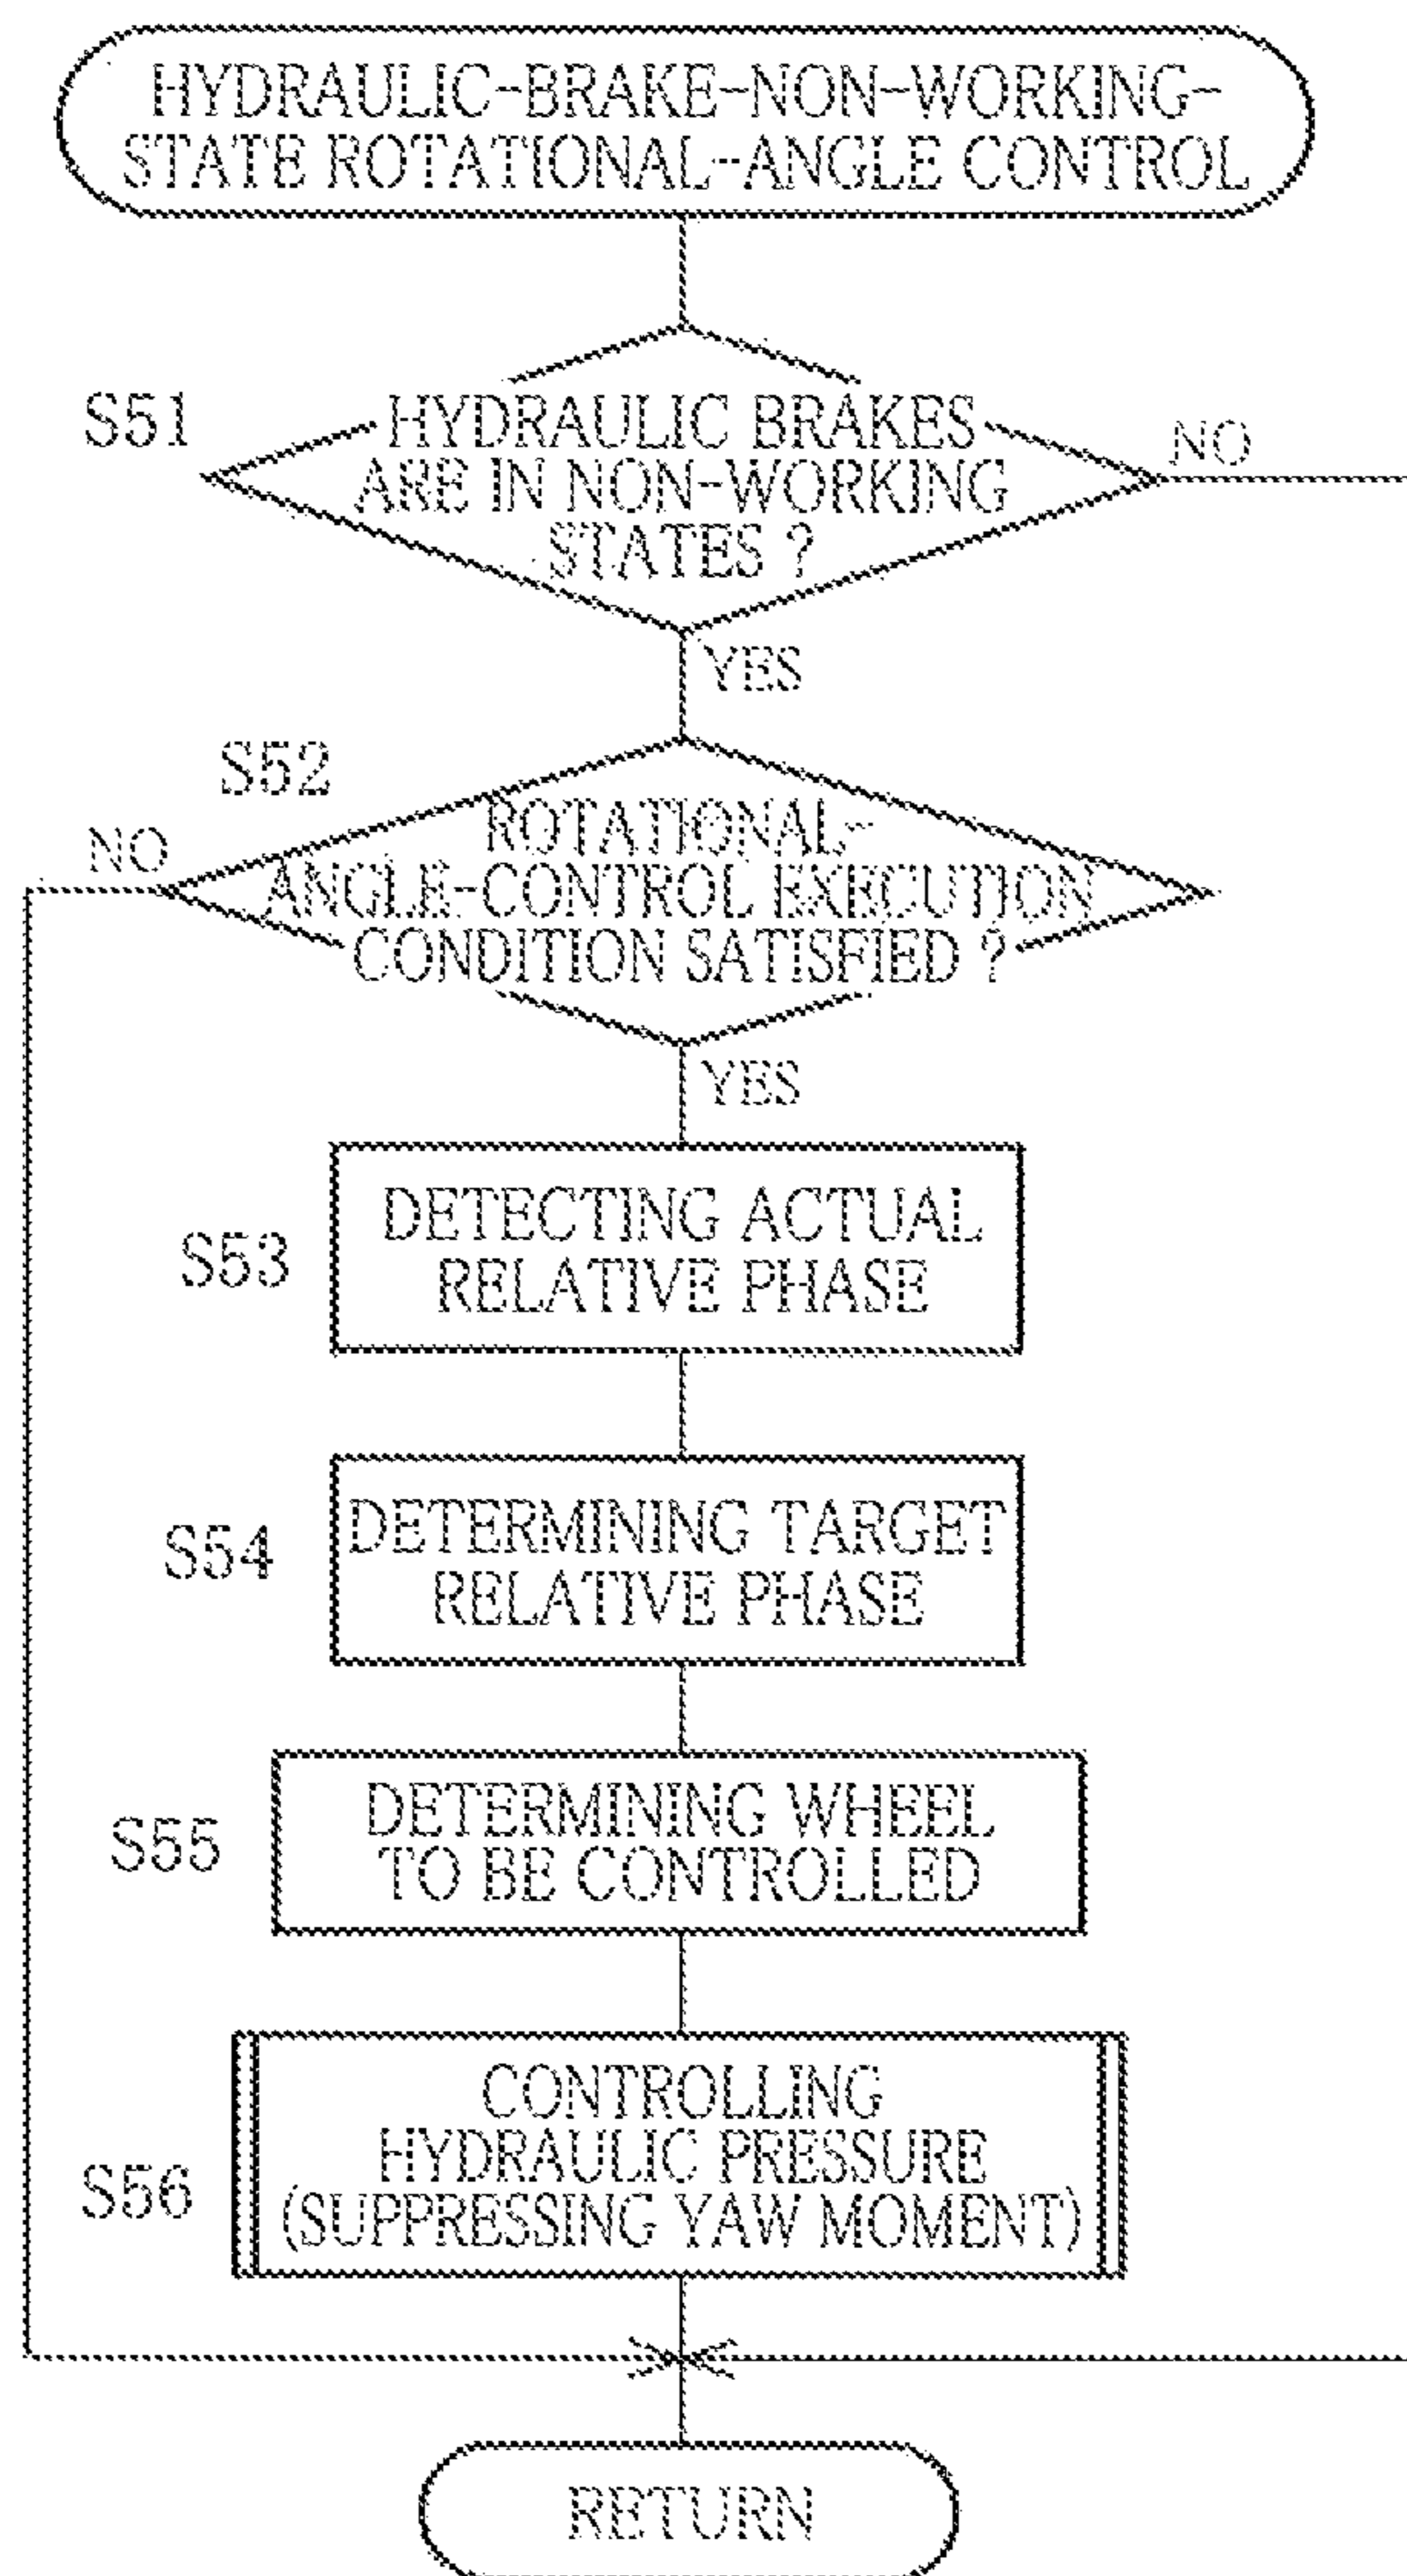 HYDRAULIC-BRAKE-NON-WORKING-
STATE ROTATIONAL-ANGLE CONTROL
S51
HYDRAULIC BRAKES
ARE IN NON-WORKING
STATES ?
NO
YES
S52
NO
ROTATIONAL-
ANGLE-CONTROL EXECUTION
CONDITION SATISFIED ?
YES
S53
DETECTING ACTUAL
RELATIVE PHASE
S54
DETERMINING TARGET
RELATIVE PHASE
S55
DETERMINING WHEEL
TO BE CONTROLLED
S56
CONTROLLING
HYDRAULIC PRESSURE
(SUPPRESSING YAW MOMENT)
RETURN